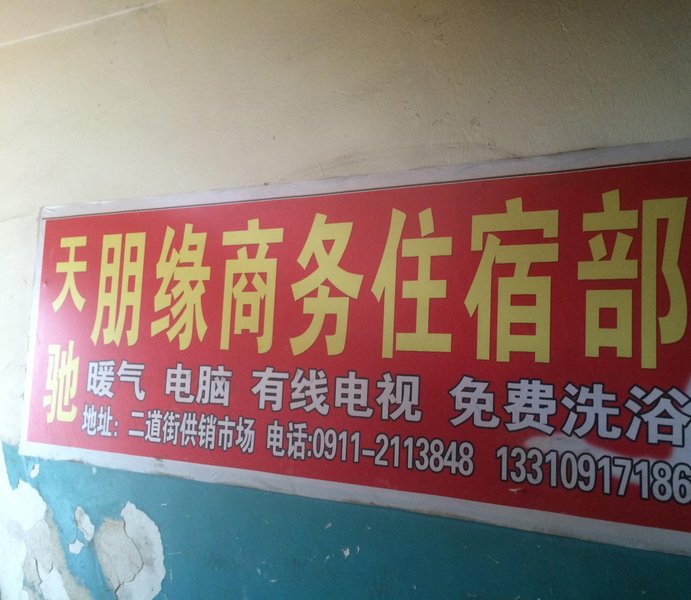 天驰
朋缘商务住宿部
暖气 电脑 有线电视 免费洗浴
地址：二道街供销市场 电话:0911-2113848 13310917186